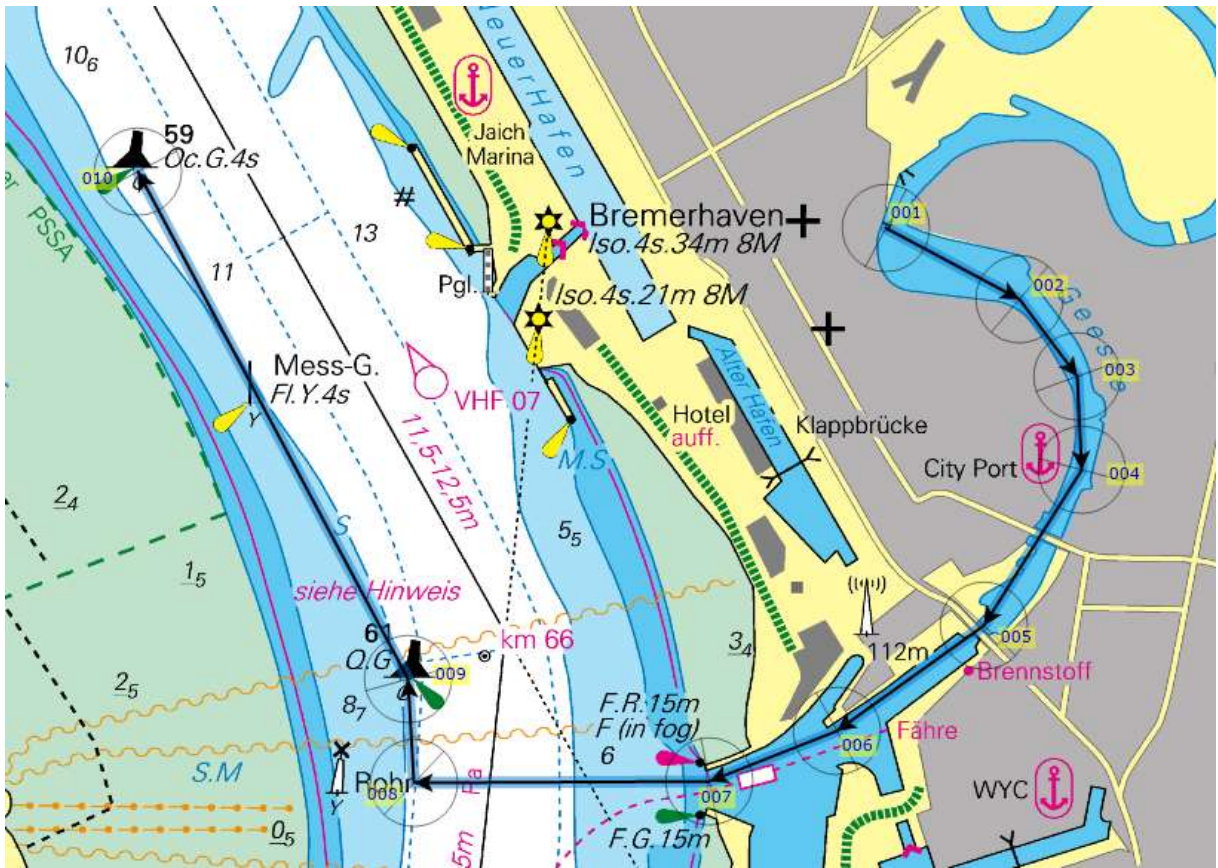 10₆
59
Oc.G.4s
010
PSSA
11
13
#
Pgl.
Jaich
Marina
Neuer Hafen
Bremerhaven
Iso.4s.34m 8M
Iso.4s.21m 8M
001
002
Geeste
003
004
Mess-G.
Fl.Y.4s
Y
VHF 07
11,5-12,5m
M.S
Hotel
auff.
Alter Hafen
Klappbrücke
City Port
2₄
1₅
S
5₅
siehe Hinweis
61
Q.G
km 66
009
2₅
8₇
3₄
112m
005
Brennstoff
F.R.15m
F (in fog)
6
006
Fähre
S.M
Y
Rohr
008
Fa
007
WYC
0₅
5m
F.G.15m